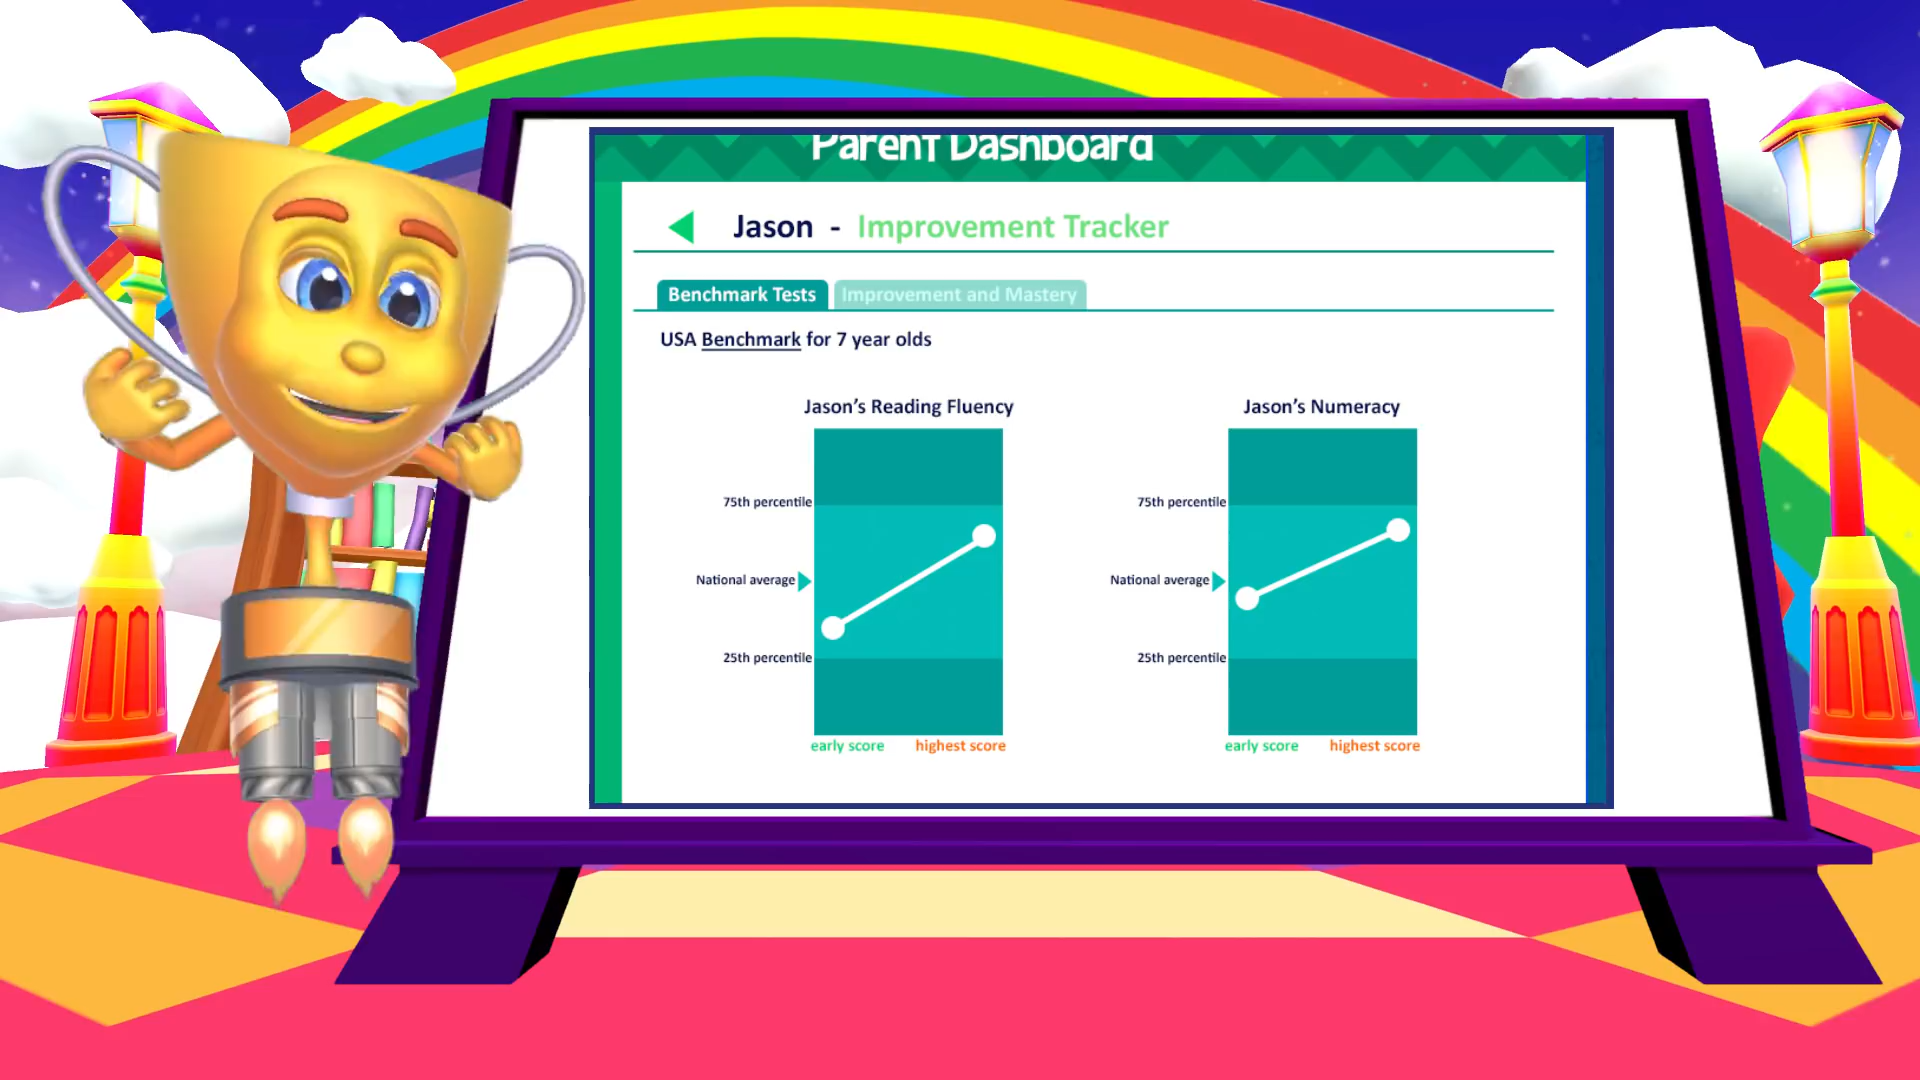 Parent Dashboard
Jason - Improvement Tracker
Benchmark Tests
Improvement and Mastery
USA Benchmark for 7 year olds
Jason's Reading Fluency
75th percentile
National average
25th percentile
early score
highest score
Jason's Numeracy
75th percentile
National average
25th percentile
early score
highest score